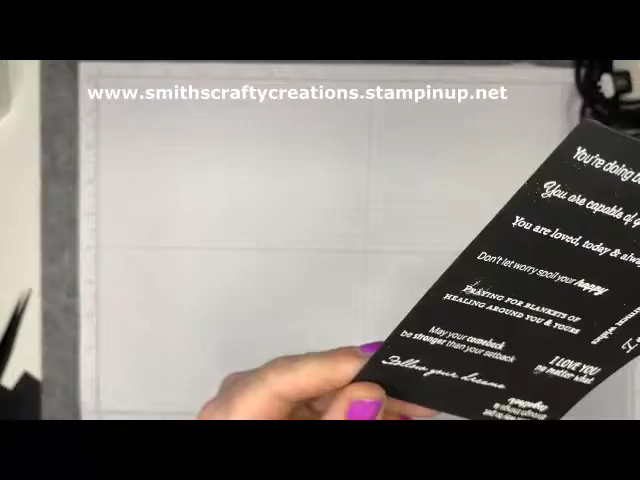 www.smithscraftycreations.stampinup.net
You're doing
You are capable of
You are loved, today &
Don't let worry spoil your happy
PRAYING FOR BLANKETS OF
HEALING AROUND YOU & YOURS
May your comeback
be stronger than your setback
I LOVE YOU
no matter what
Follow your dreams